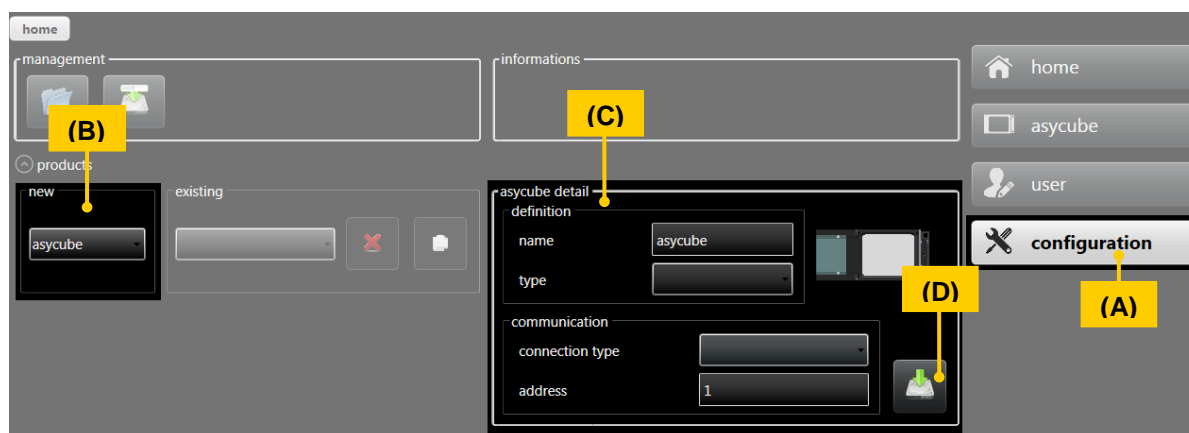 home
management
informations
home
(B)
(C)
asycube
products
new
existing
asycube detail
user
definition
asycube
name
asycube
configuration
type
(D)
(A)
communication
connection type
address
1